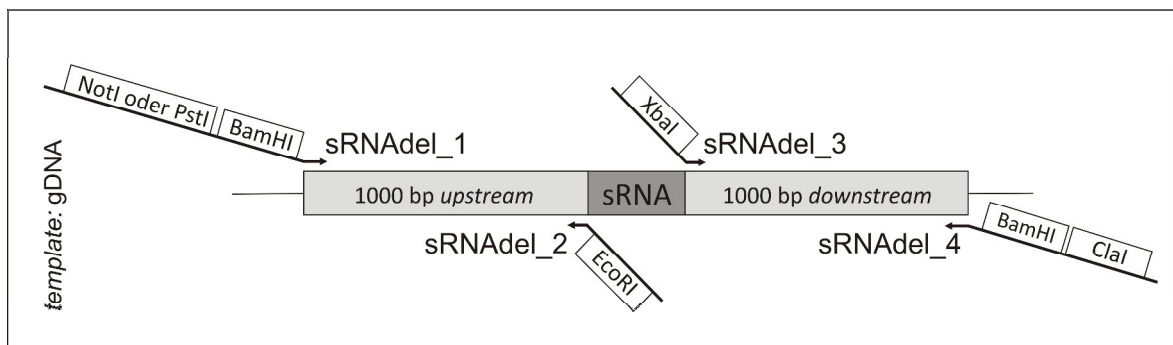 NotI oder PstI
BamHI
sRNAdel_1
XbaI
sRNAdel_3
template: gDNA
1000 bp upstream
sRNA
1000 bp downstream
sRNAdel_2
EcoRI
sRNAdel_4
BamHI
ClaI